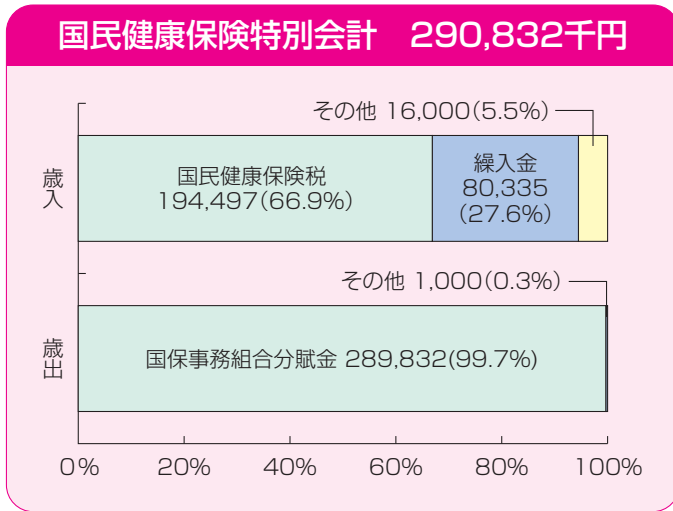 国民健康保険特別会計　290,832千円
その他 16,000(5.5%)
歳入
国民健康保険税
194,497(66.9%)
繰入金
80,335
(27.6%)
その他 1,000(0.3%)
歳出
国保事務組合分賦金 289,832(99.7%)
0% 20% 40% 60% 80% 100%